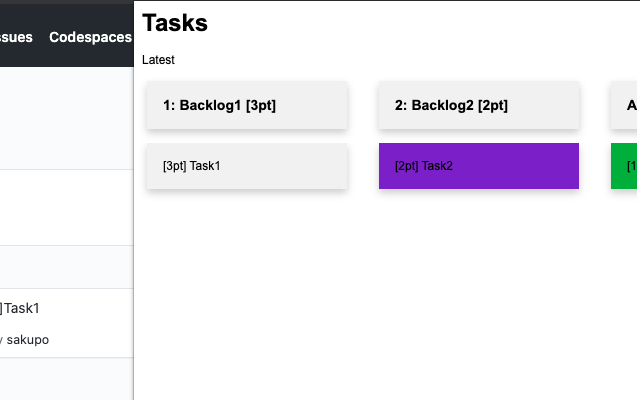 ssues Codespaces
]Task1
y sakupo
Tasks
Latest
1: Backlog1 [3pt]
2: Backlog2 [2pt]
A
[3pt] Task1
[2pt] Task2
[1